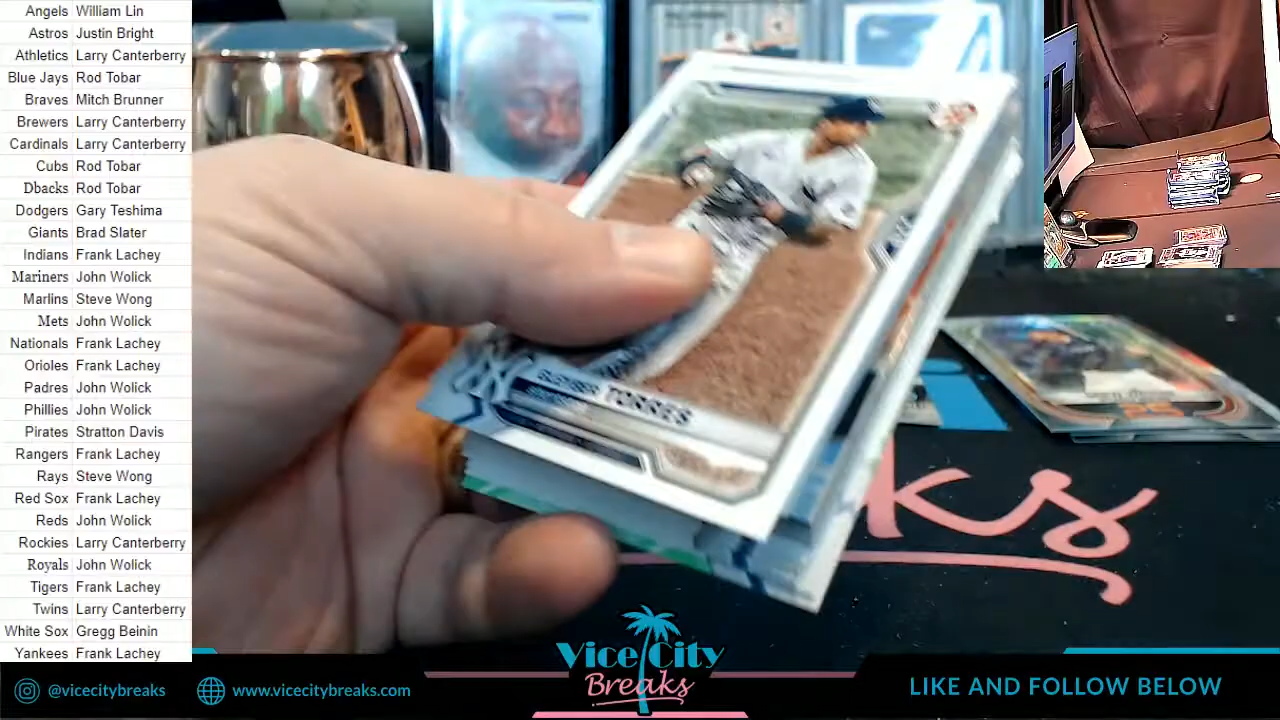 Angels William Lin
Astros Justin Bright
Athletics Larry Canterberry
Blue Jays Rod Tobar
Braves Mitch Brunner
Brewers Larry Canterberry
Cardinals Larry Canterberry
Cubs Rod Tobar
Dbacks Rod Tobar
Dodgers Gary Teshima
Giants Brad Slater
Indians Frank Lachey
Mariners John Wolick
Marlins Steve Wong
Mets John Wolick
Nationals Frank Lachey
Orioles Frank Lachey
Padres John Wolick
Phillies John Wolick
Pirates Stratton Davis
Rangers Frank Lachey
Rays Steve Wong
Red Sox Frank Lachey
Reds John Wolick
Rockies Larry Canterberry
Royals John Wolick
Tigers Frank Lachey
Twins Larry Canterberry
White Sox Gregg Beinin
Yankees Frank Lachey
GLEYBER TORRES
25
ks
@vicecitybreaks
www.vicecitybreaks.com
Vice City
Breaks
LIKE AND FOLLOW BELOW